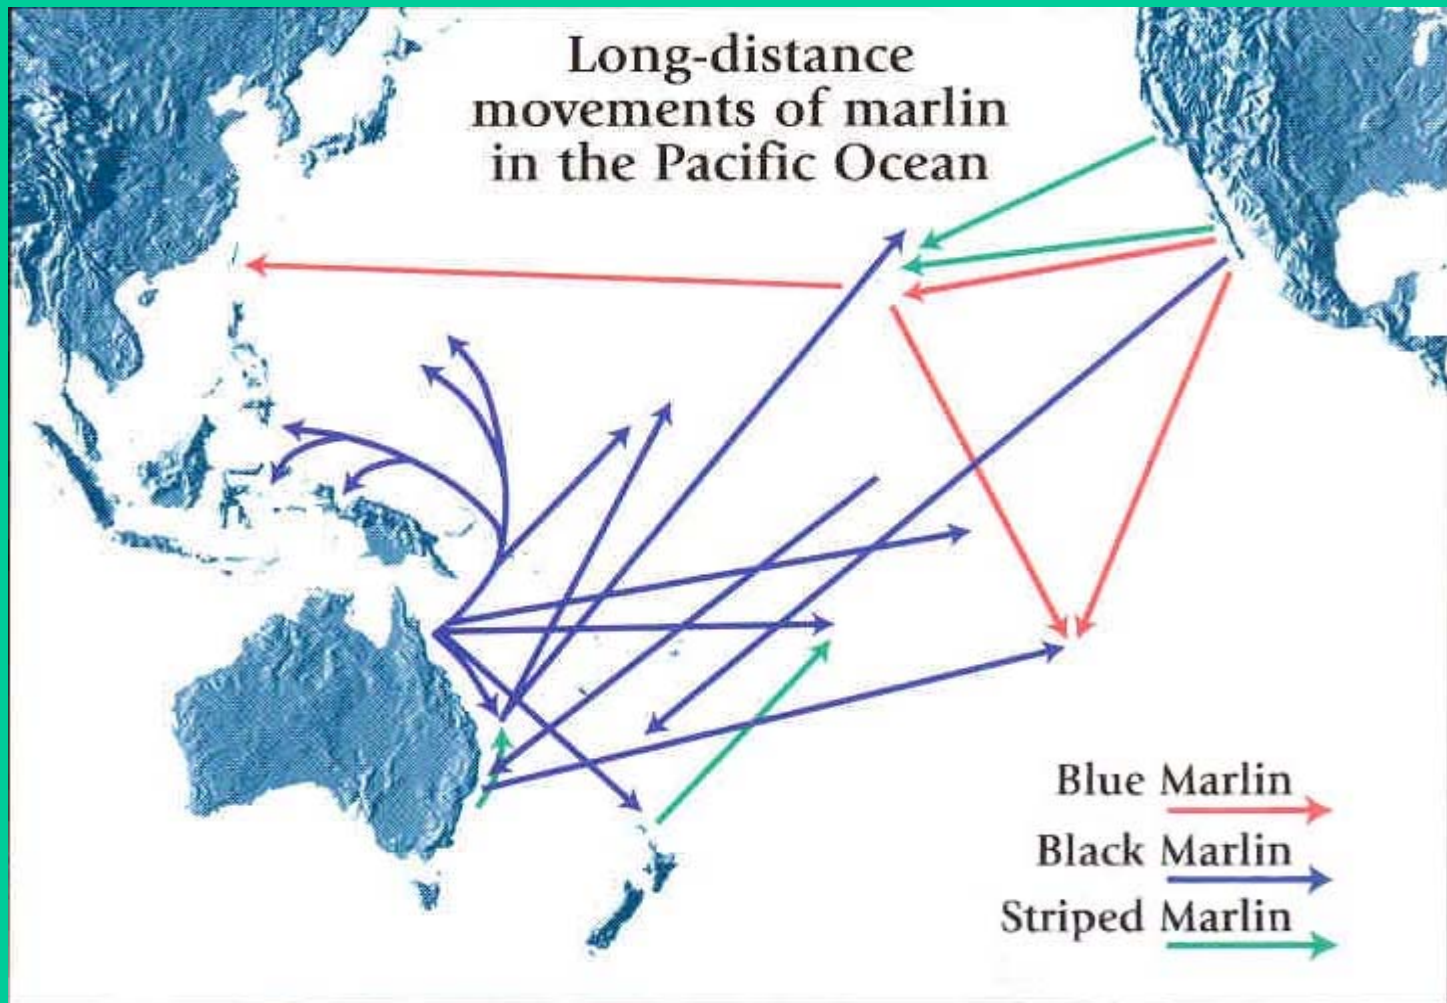 Long-distance
movements of marlin
in the Pacific Ocean
Blue Marlin
Black Marlin
Striped Marlin